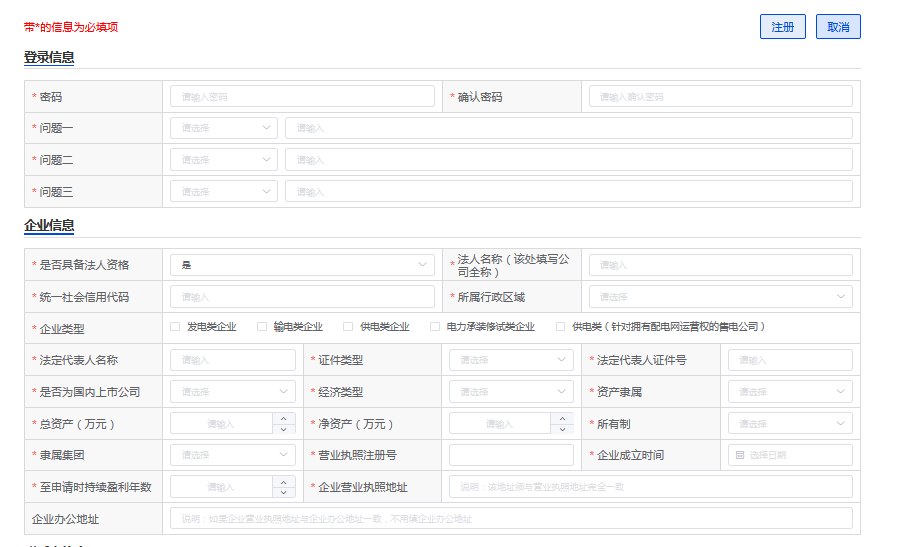 带*的信息为必填项 注册 取消
登录信息
* 密码 请输入密码 * 确认密码 请输入确认密码
* 问题一 请选择 请输入
* 问题二 请选择 请输入
* 问题三 请选择 请输入
企业信息
* 是否具备法人资格 是 * 法人名称（该处填写公
司全称） 请输入
* 统一社会信用代码 请输入 * 所属行政区域 请选择
* 企业类型 发电类企业 输电类企业 供电类企业 电力承装修试类企业 供电类（针对拥有配电网运营权的售电公司）
* 法定代表人名称 请输入 * 证件类型 请选择 * 法定代表人证件号 请输入
* 是否为国内上市公司 请选择 * 经济类型 请选择 * 资产隶属 请选择
* 总资产（万元） 请输入 * 净资产（万元） 请输入 * 所有制 请选择
* 隶属集团 请选择 * 营业执照注册号 * 企业成立时间 选择日期
* 至申请时持续盈利年数 请输入 * 企业营业执照地址 说明：该地址须与营业执照地址完全一致
企业办公地址 说明：如果企业营业执照地址与企业办公地址一致，不用填企业办公地址